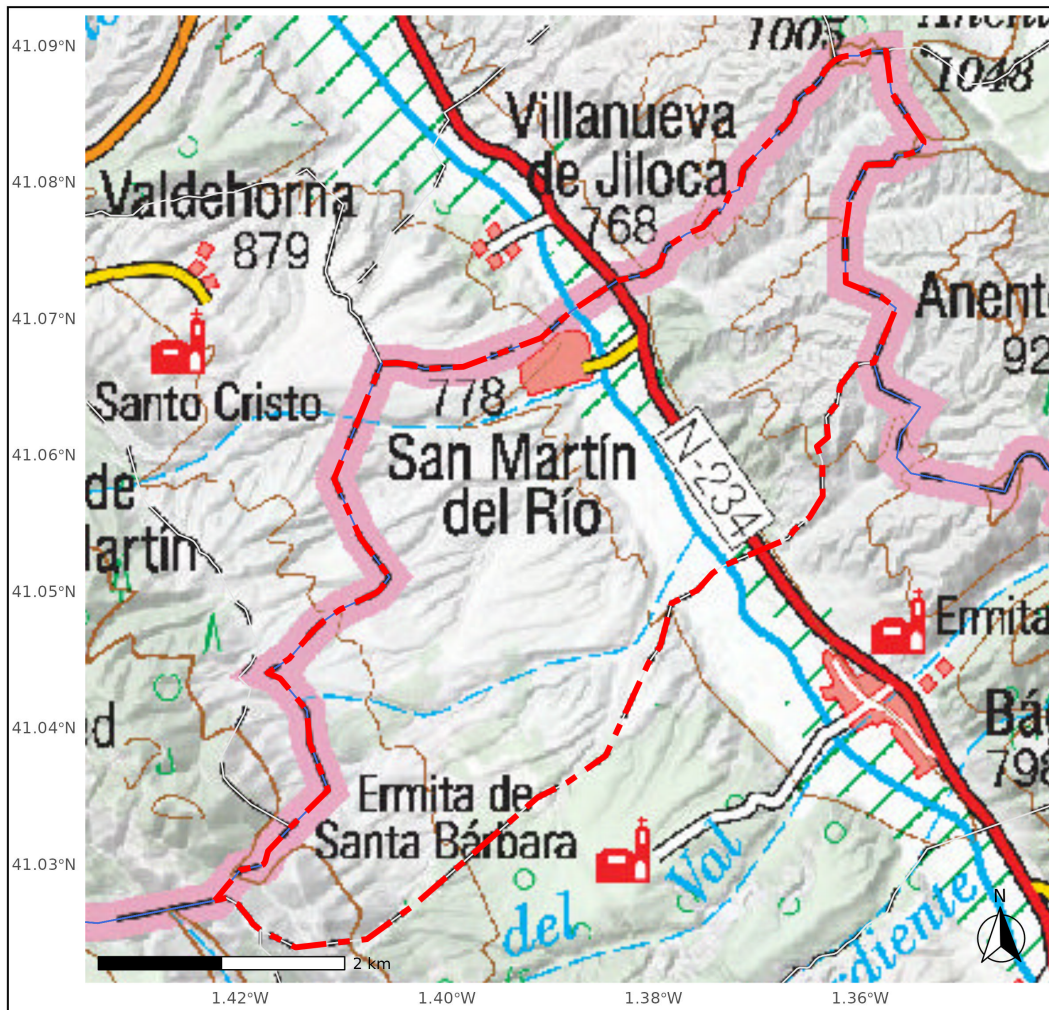 41.09°N
1005
1048
Villanueva
de Jiloca
41.08°N
Valdehorna
768
879
41.07°N
Santo Cristo
778
San Martín
del Río
41.06°N
de
N-234
41.05°N
Ermita
41.04°N
798
Ermita de
Santa Bárbara
41.03°N
del Val
N
2 km
1.42°W
1.40°W
1.38°W
1.36°W